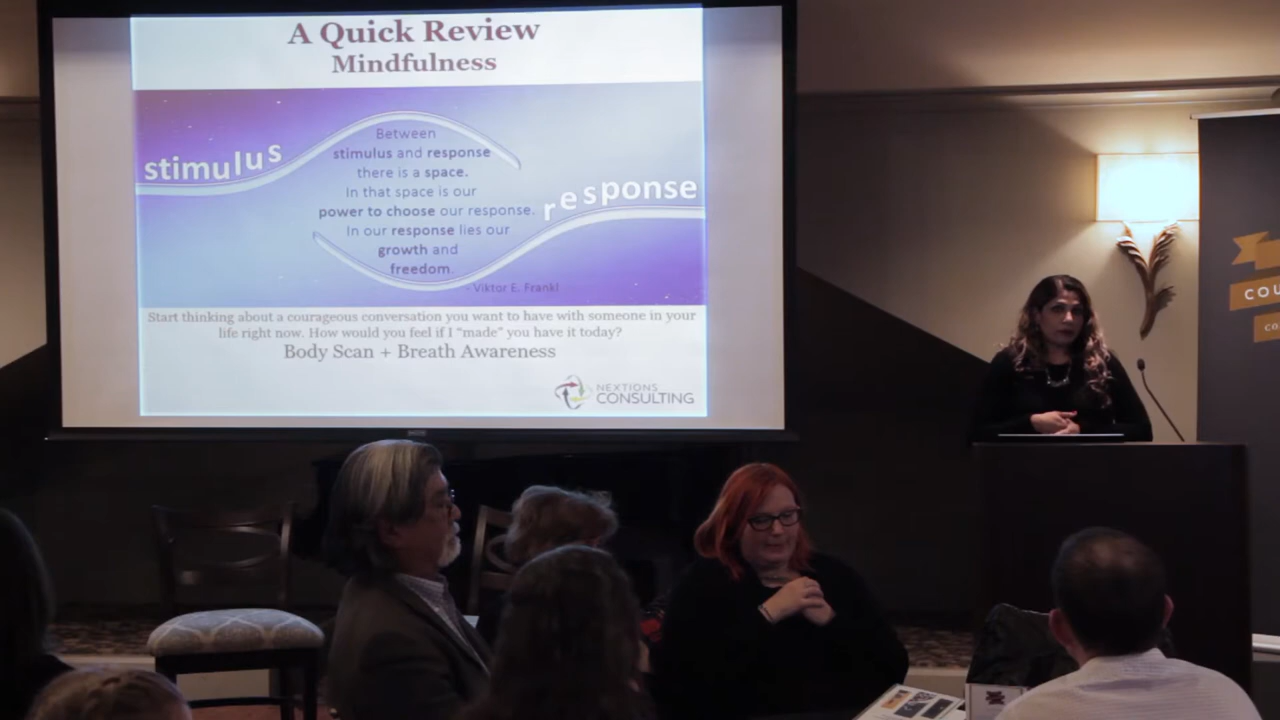 A Quick Review
Mindfulness
stimulus
Between
stimulus and response
there is a space.
In that space is our
power to choose our response.
In our response lies our
growth and
freedom.
- Viktor E. Frankl
response
Start thinking about a courageous conversation you want to have with someone in your
life right now. How would you feel if I "made" you have it today?
Body Scan + Breath Awareness
NEXTIONS
CONSULTING
COU
CO